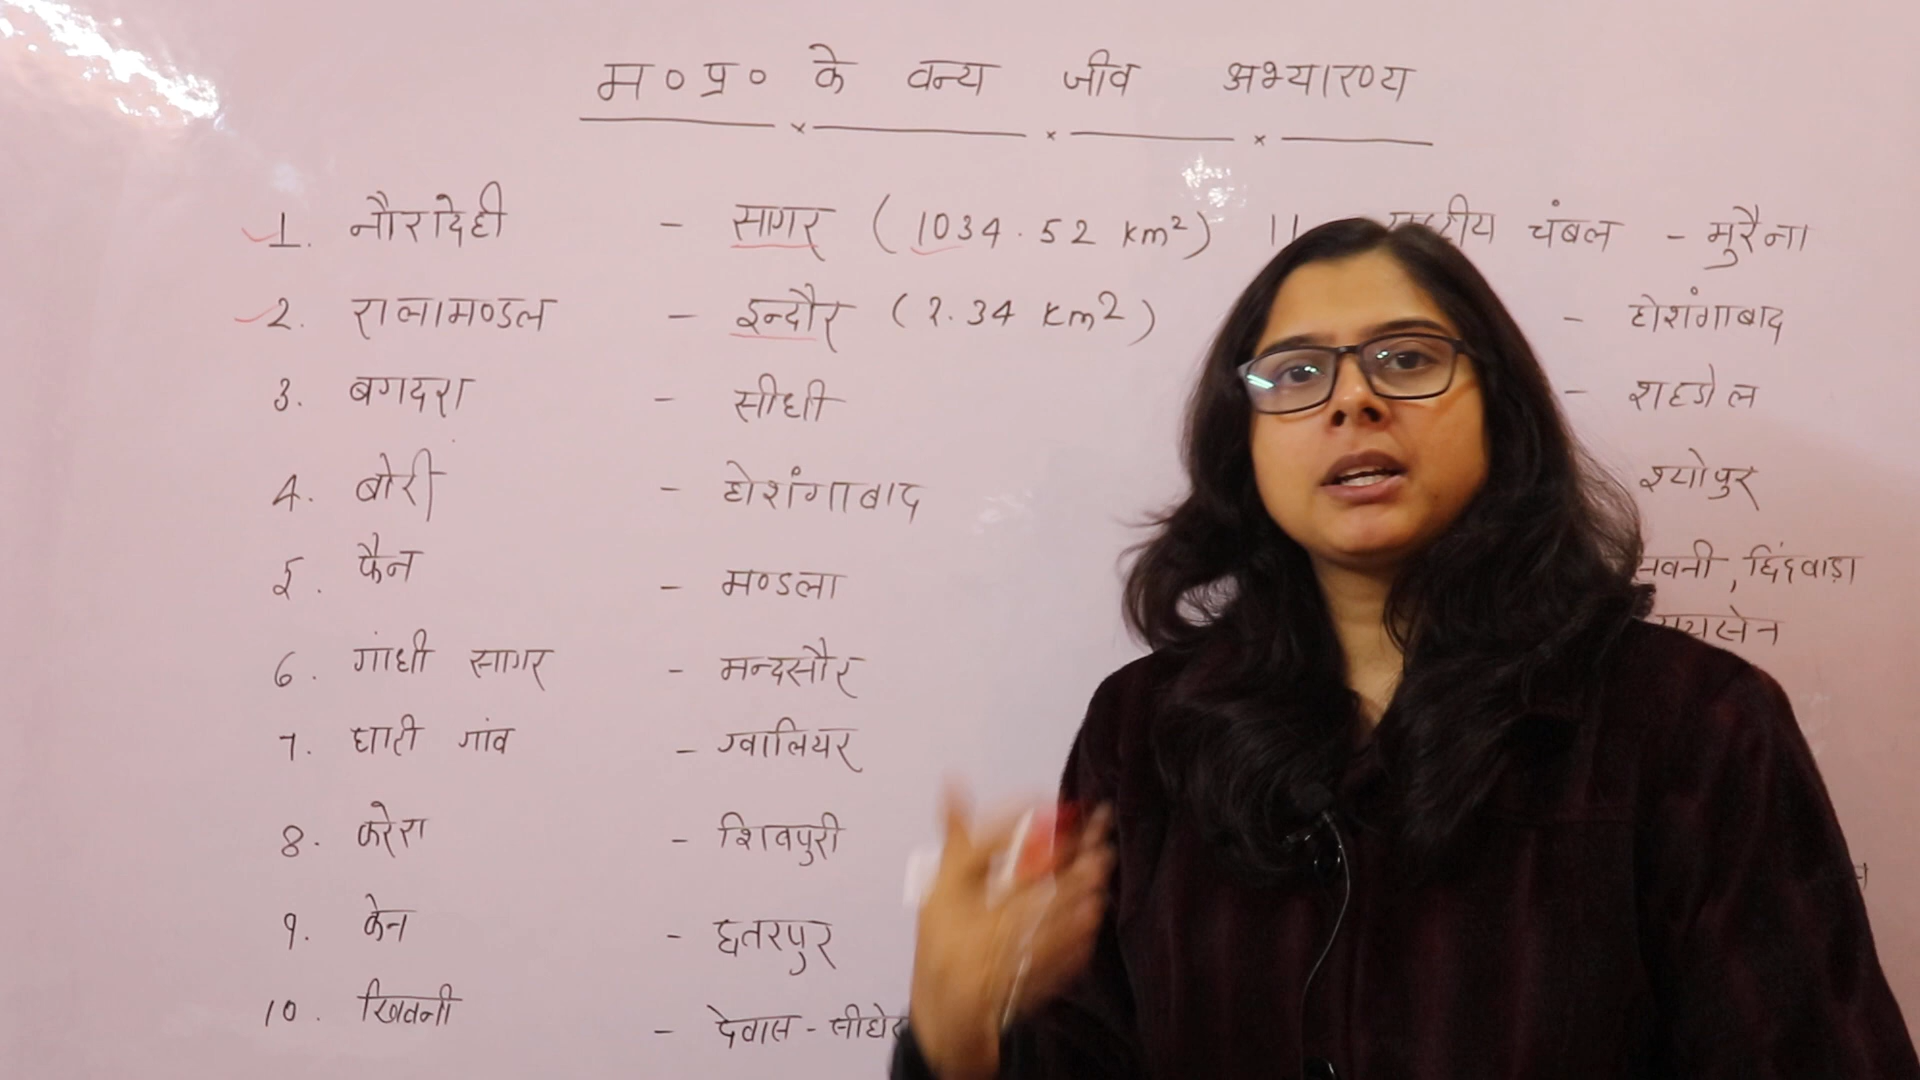 म० प्र० के वन्य जीव अभ्यारण्य
1. नौरादेही - सागर (1034.52 km²)
2. रालामण्डल - इन्दौर (2.34 km2)
3. बगदरा - सीधी
4. बोरी - होशंगाबाद
5. फैन - मण्डला
6. गांधी सागर - मन्दसौर
7. घाटी गांव - ग्वालियर
8. करेरा - शिवपुरी
9. केन - छतरपुर
10. खिवनी - देवास -
11 चंबल - मुरैना
- होशंगाबाद
- शहडोल
श्योपुर
छिंदवाड़ा